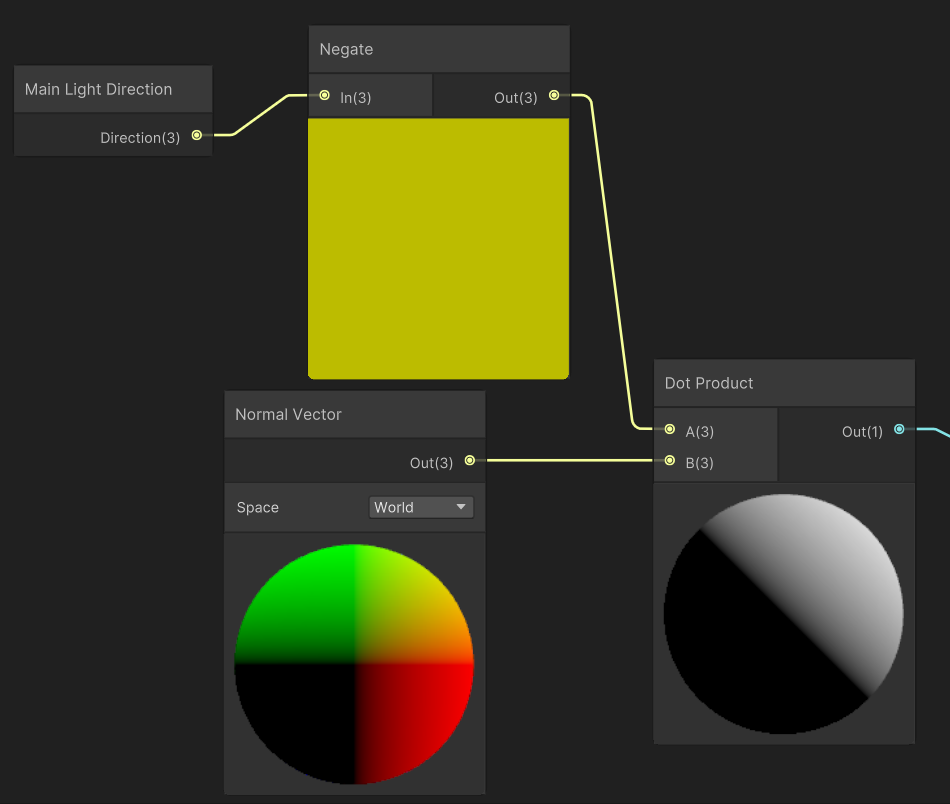 Negate
In(3) Out(3)
Main Light Direction
Direction(3)
Normal Vector
Out(3)
Space World
Dot Product
A(3) Out(1)
B(3)